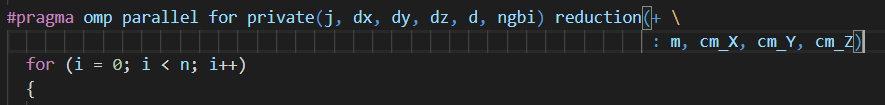 #pragma omp parallel for private(j, dx, dy, dz, d, ngbi) reduction(+ \
: m, cm_X, cm_Y, cm_Z)
for (i = 0; i < n; i++)
{